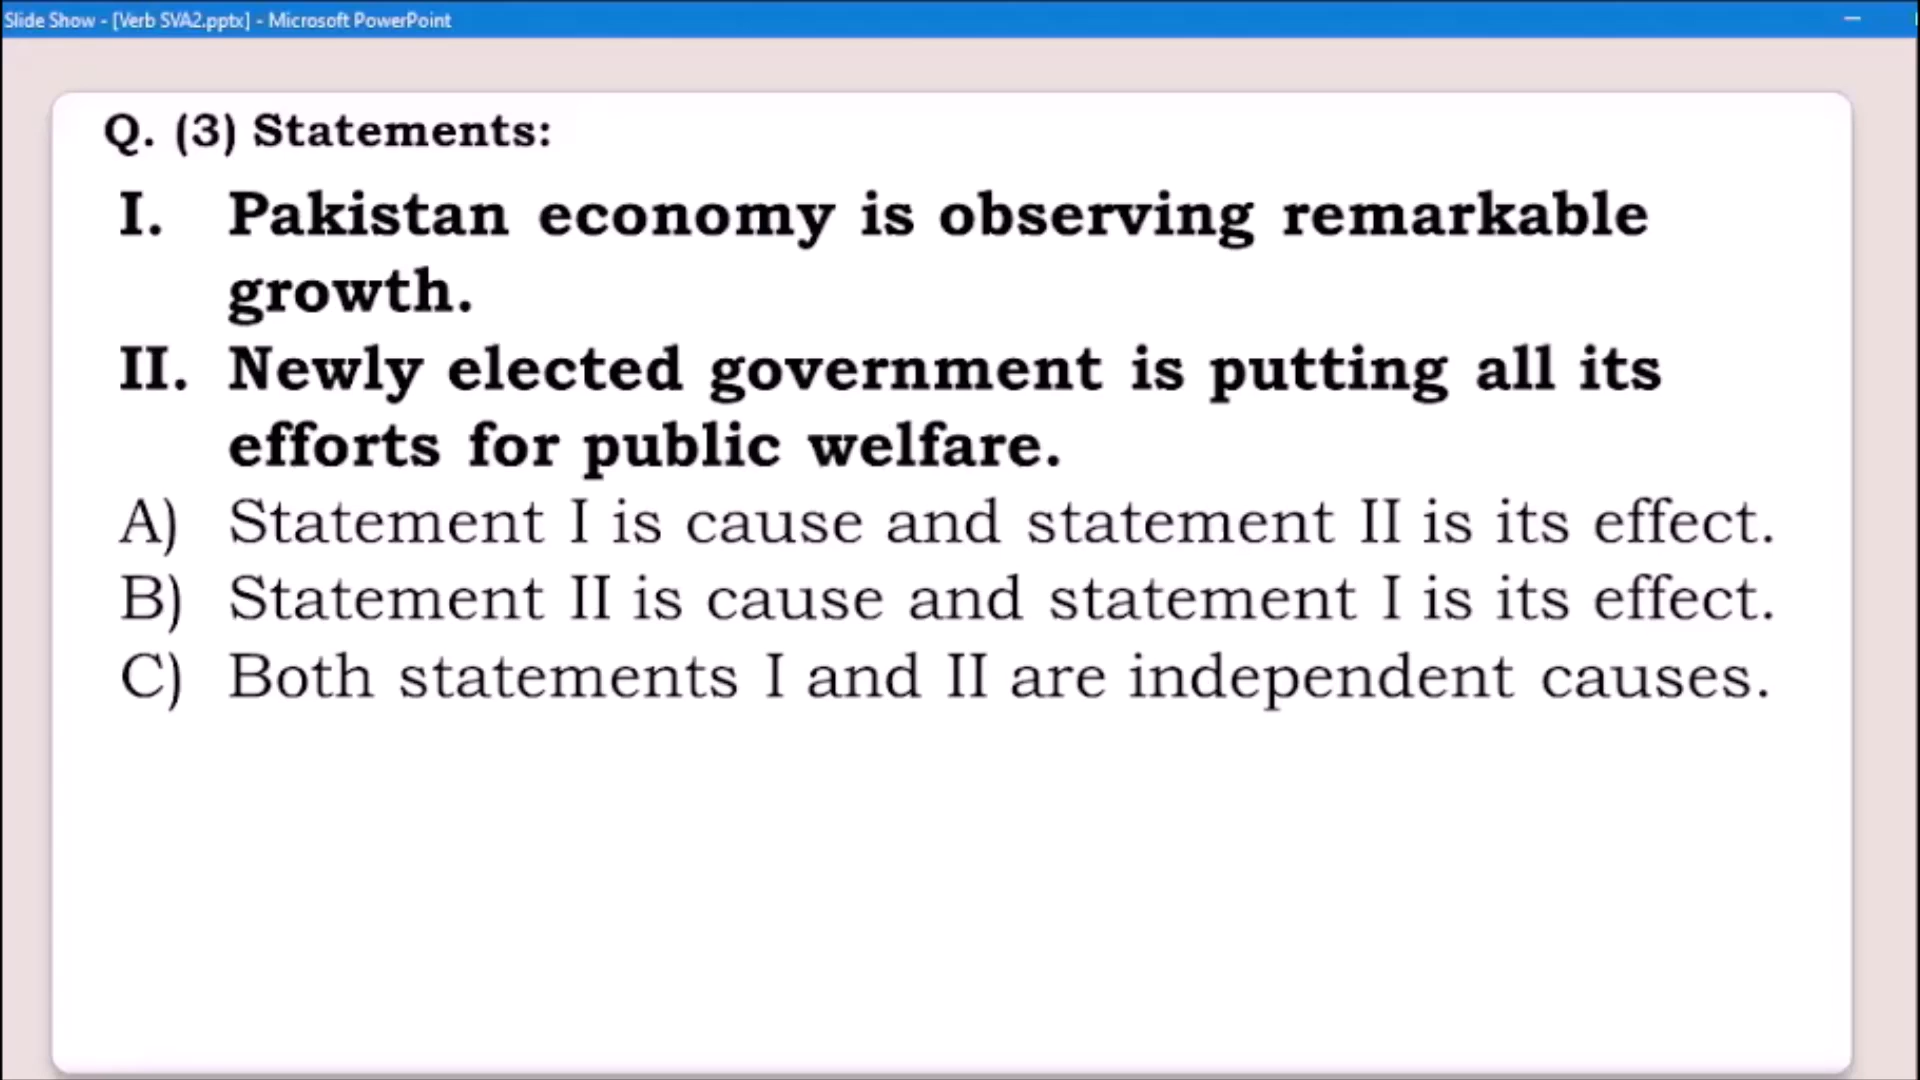 Slide Show - [Verb SVA2.pptx] - Microsoft PowerPoint
Q. (3) Statements:
I. Pakistan economy is observing remarkable
growth.
II. Newly elected government is putting all its
efforts for public welfare.
A) Statement I is cause and statement II is its effect.
B) Statement II is cause and statement I is its effect.
C) Both statements I and II are independent causes.